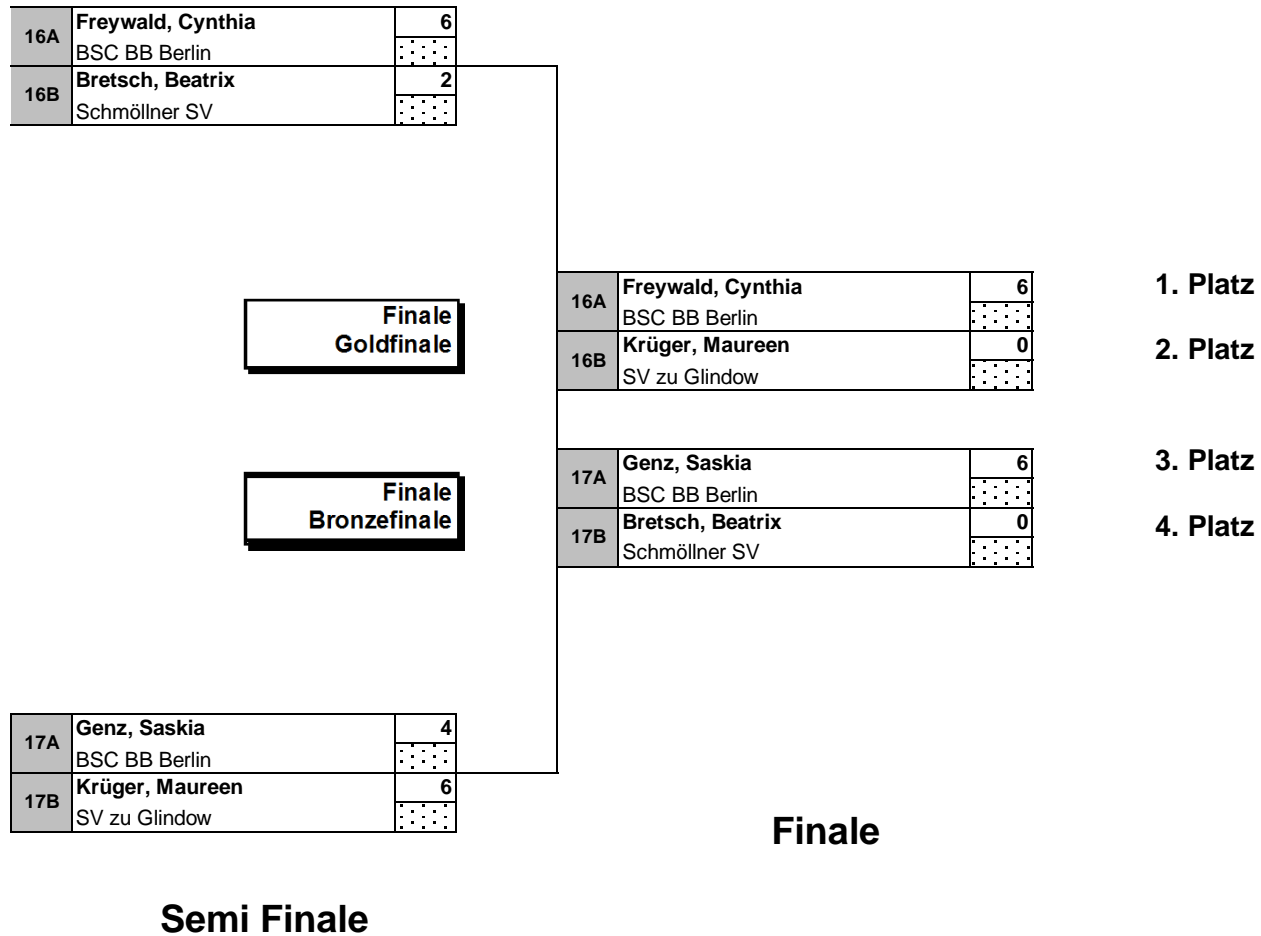 16A Freywald, Cynthia 6
BSC BB Berlin
16B Bretsch, Beatrix 2
Schmöllner SV
Finale
Goldfinale
16A Freywald, Cynthia 6
BSC BB Berlin
16B Krüger, Maureen 0
SV zu Glindow
1. Platz
2. Platz
Finale
Bronzefinale
17A Genz, Saskia 6
BSC BB Berlin
17B Bretsch, Beatrix 0
Schmöllner SV
3. Platz
4. Platz
17A Genz, Saskia 4
BSC BB Berlin
17B Krüger, Maureen 6
SV zu Glindow
Finale
Semi Finale